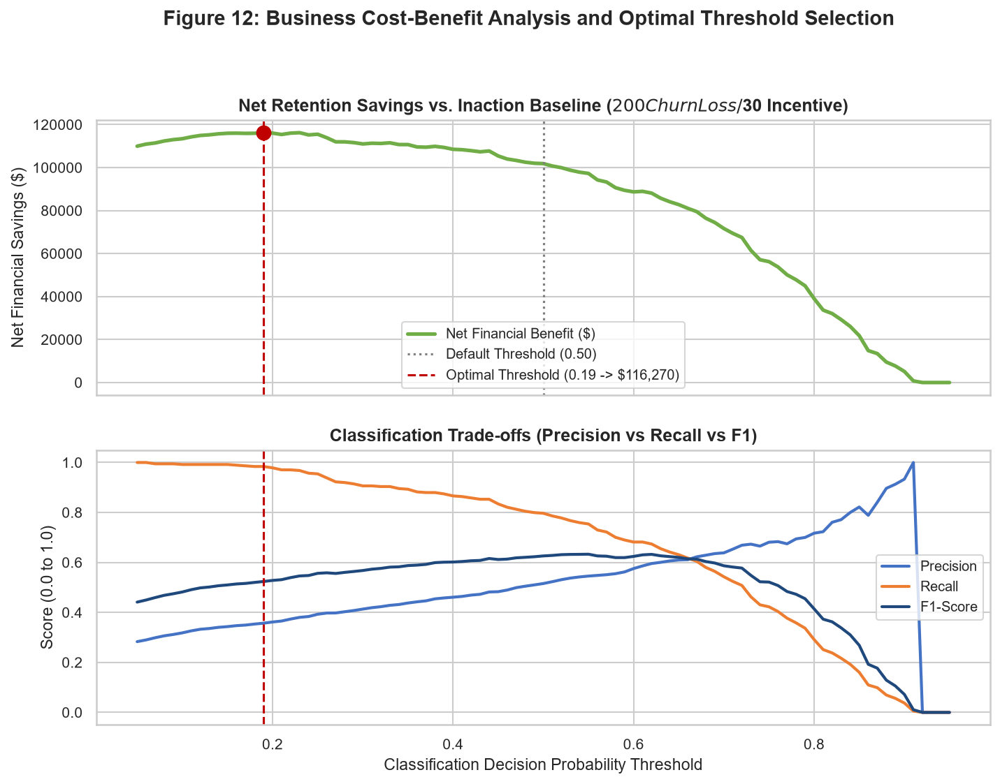 Figure 12: Business Cost-Benefit Analysis and Optimal Threshold Selection
Net Retention Savings vs. Inaction Baseline (200ChurnLoss/30 Incentive)
120000
100000
80000
60000
40000
20000
0
Net Financial Savings ($)
Net Financial Benefit ($)
Default Threshold (0.50)
Optimal Threshold (0.19 -> $116,270)
Classification Trade-offs (Precision vs Recall vs F1)
1.0
0.8
0.6
0.4
0.2
0.0
Score (0.0 to 1.0)
Precision
Recall
F1-Score
0.2 0.4 0.6 0.8
Classification Decision Probability Threshold